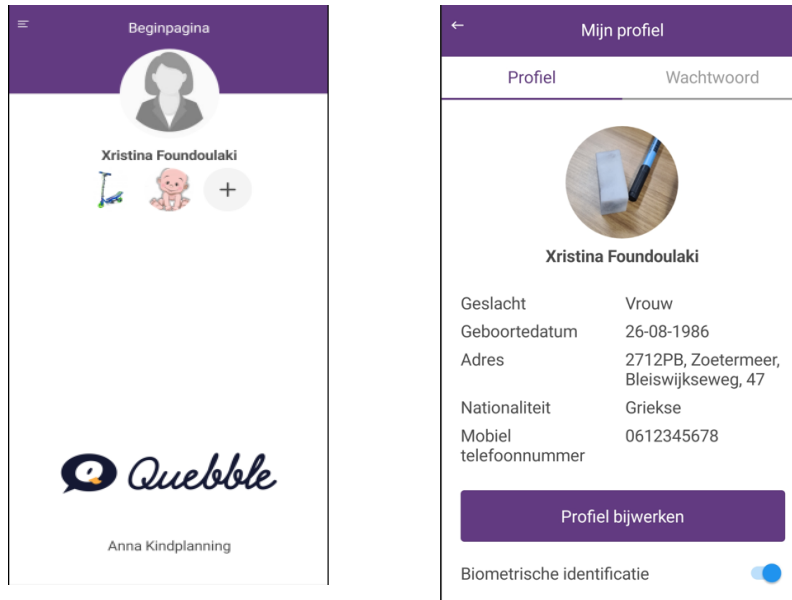 Beginpagina
Xristina Foundoulaki
+
Quebble
Anna Kindplanning
Mijn profiel
Profiel Wachtwoord
Xristina Foundoulaki
Geslacht Vrouw
Geboortedatum 26-08-1986
Adres 2712PB, Zoetermeer,
Bleiswijkseweg, 47
Nationaliteit Griekse
Mobiel 0612345678
telefoonnummer
Profiel bijwerken
Biometrische identificatie